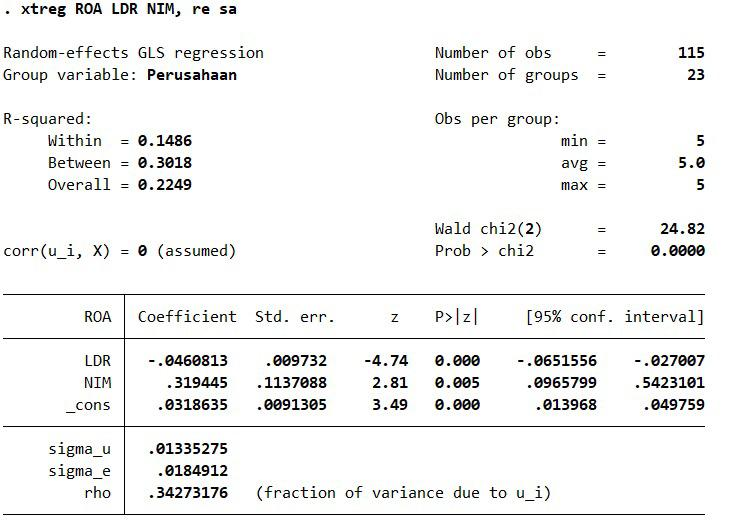 . xtreg ROA LDR NIM, re sa
Random-effects GLS regression Number of obs = 115
Group variable: Perusahaan Number of groups = 23
R-squared: Obs per group:
Within = 0.1486 min = 5
Between = 0.3018 avg = 5.0
Overall = 0.2249 max = 5
Wald chi2(2) = 24.82
corr(u_i, X) = 0 (assumed) Prob > chi2 = 0.0000
ROA Coefficient Std. err. z P>|z| [95% conf. interval]
LDR -.0460813 .009732 -4.74 0.000 -.0651556 -.027007
NIM .319445 .1137088 2.81 0.005 .0965799 .5423101
_cons .0318635 .0091305 3.49 0.000 .013968 .049759
sigma_u .01335275
sigma_e .0184912
rho .34273176 (fraction of variance due to u_i)